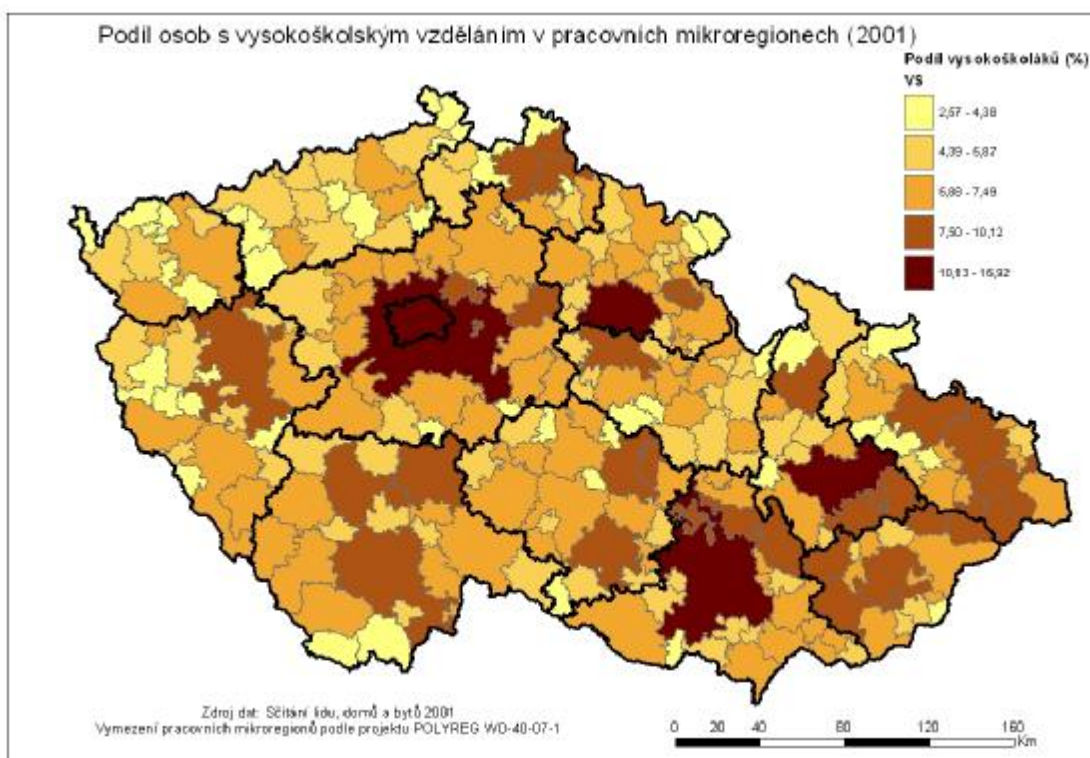 Podíl osob s vysokoškolským vzděláním v pracovních mikroregionech (2001)
Podíl vysokoškoláků (%)
VS
2,57 - 4,38
4,39 - 5,87
5,88 - 7,49
7,50 - 10,12
10,13 - 16,92
Zdroj dat: Sčítání lidu, domů a bytů 2001
Vymezení pracovních mikroregionů podle projektu POLYREG WD-40-07-1
0 20 40 80 120 160
Km